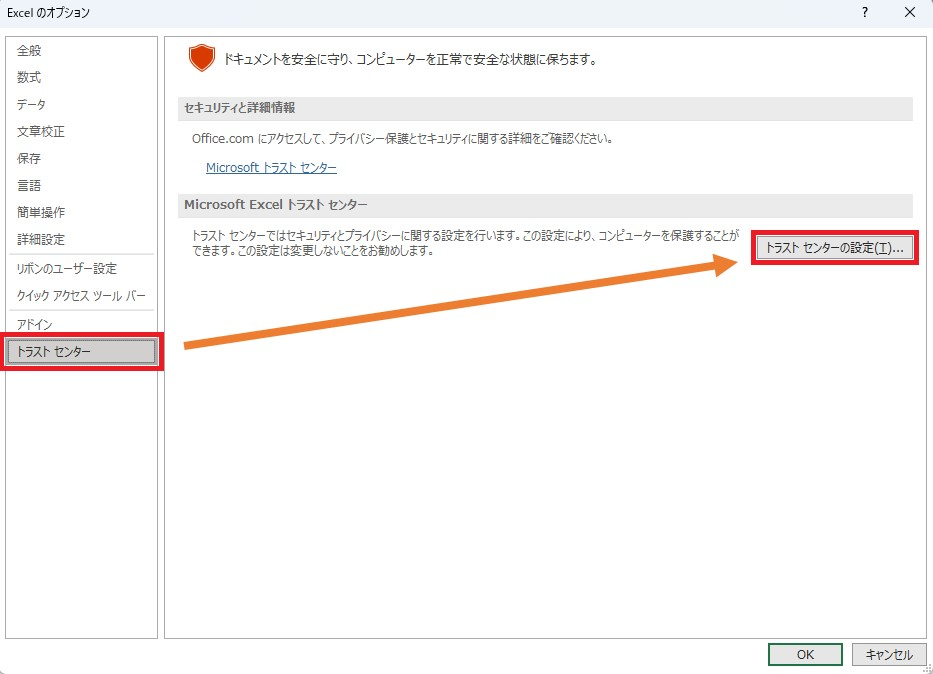 Excel のオプション
?
全般
数式
データ
文章校正
保存
言語
簡単操作
詳細設定
リボンのユーザー設定
クイック アクセス ツール バー
アドイン
トラスト センター
ドキュメントを安全に守り、コンピューターを正常で安全な状態に保ちます。
セキュリティと詳細情報
Office.com にアクセスして、プライバシー保護とセキュリティに関する詳細をご確認ください。
Microsoft トラスト センター
Microsoft Excel トラスト センター
トラスト センターではセキュリティとプライバシーに関する設定を行います。この設定により、コンピューターを保護することが
できます。この設定は変更しないことをお勧めします。
トラスト センターの設定(T)...
OK
キャンセル